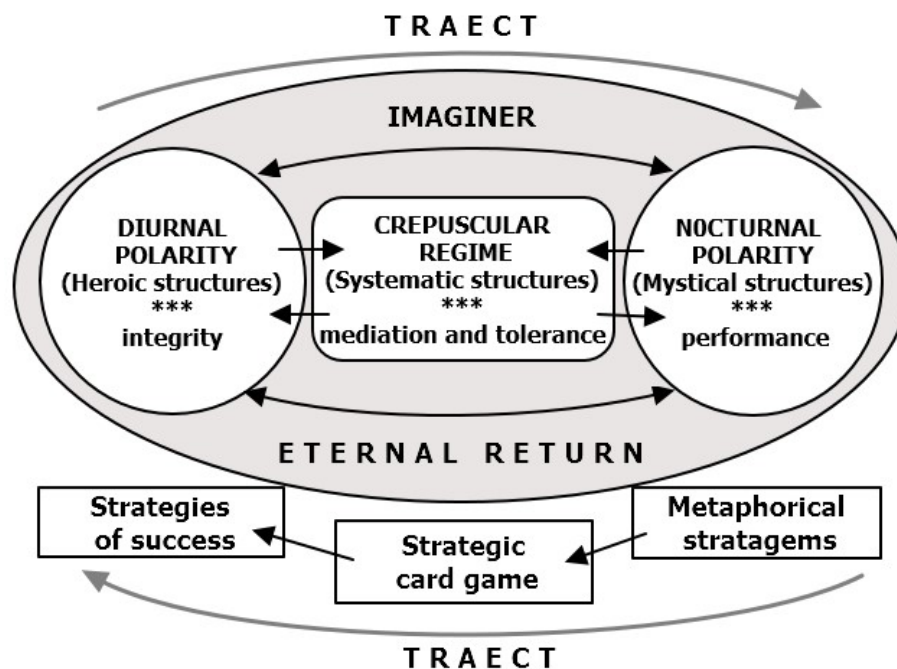 TRAECT
IMAGINER
DIURNAL
POLARITY
(Heroic structures)
***
integrity
CREPUSCULAR
REGIME
(Systematic structures)
***
mediation and tolerance
N0CTURNAL
POLARITY
(Mystical structures)
***
performance
ETERNAL RETURN
Strategies
of success
Strategic
card game
Metaphorical
stratagems
TRAECT